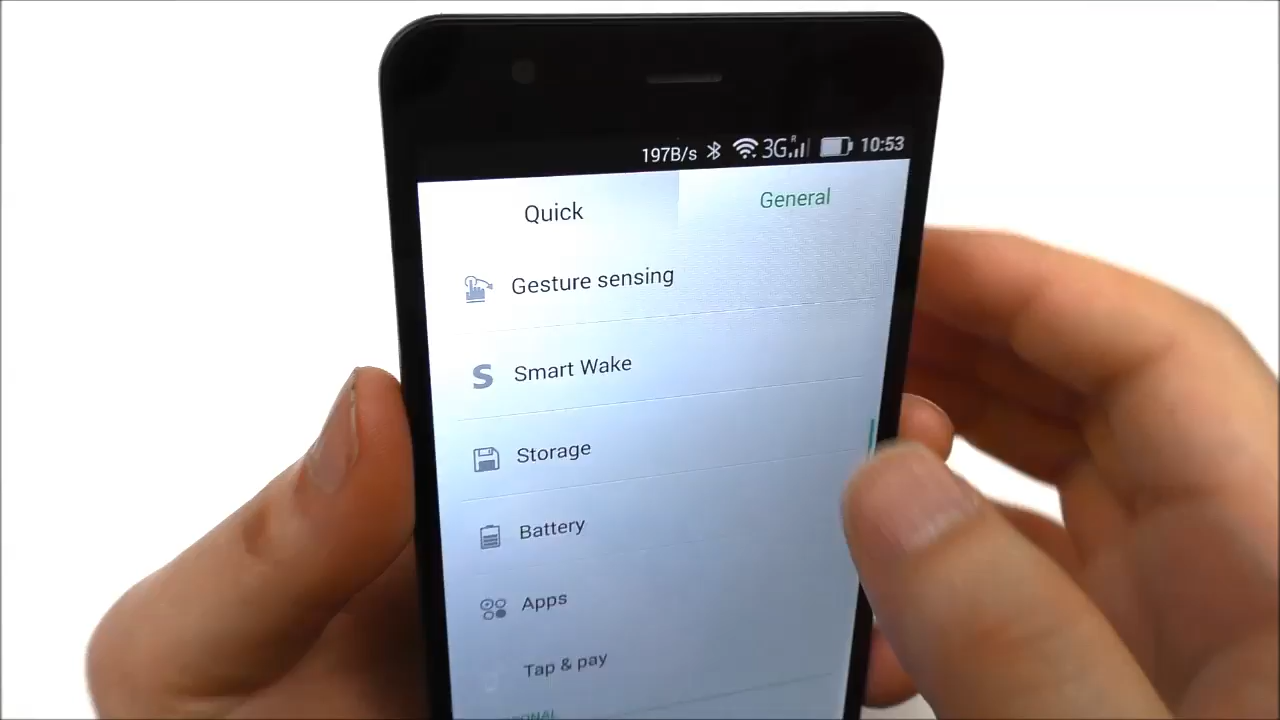 197B/s 3G R 10:53
Quick General
Gesture sensing
S Smart Wake
Storage
Battery
Apps
Tap & pay